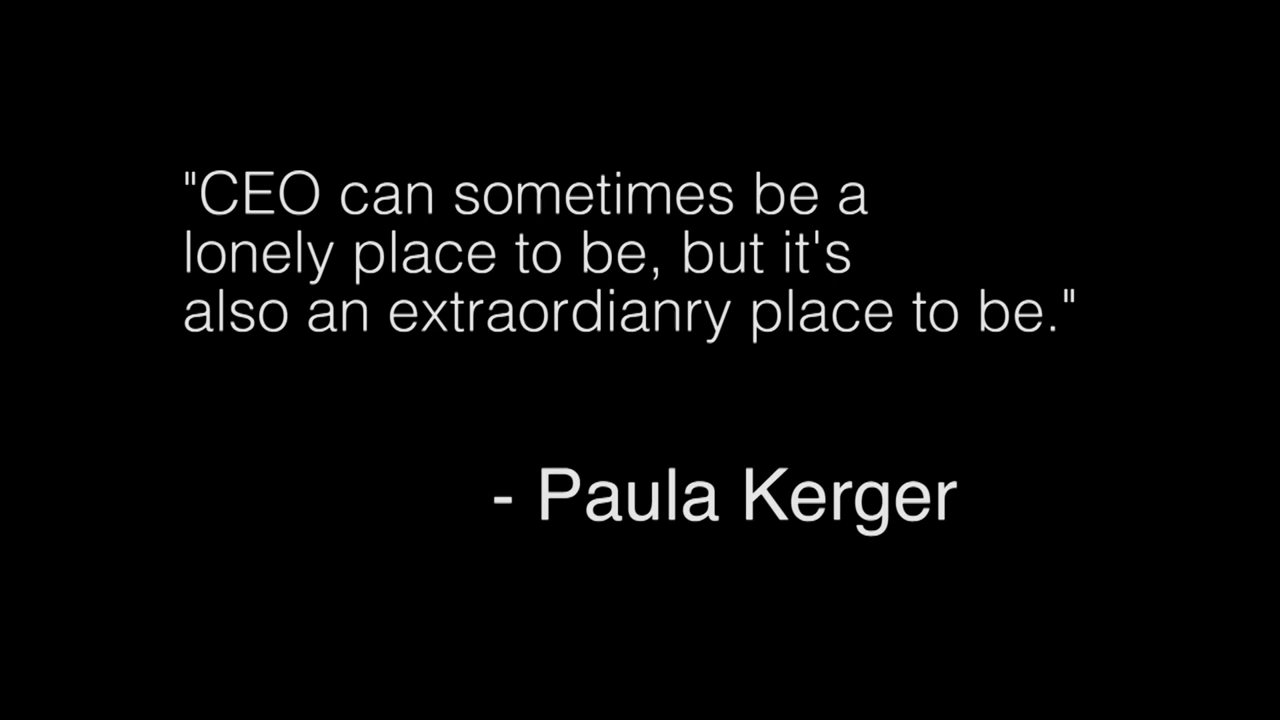 "CEO can sometimes be a
lonely place to be, but it's
also an extraordianry place to be."
- Paula Kerger